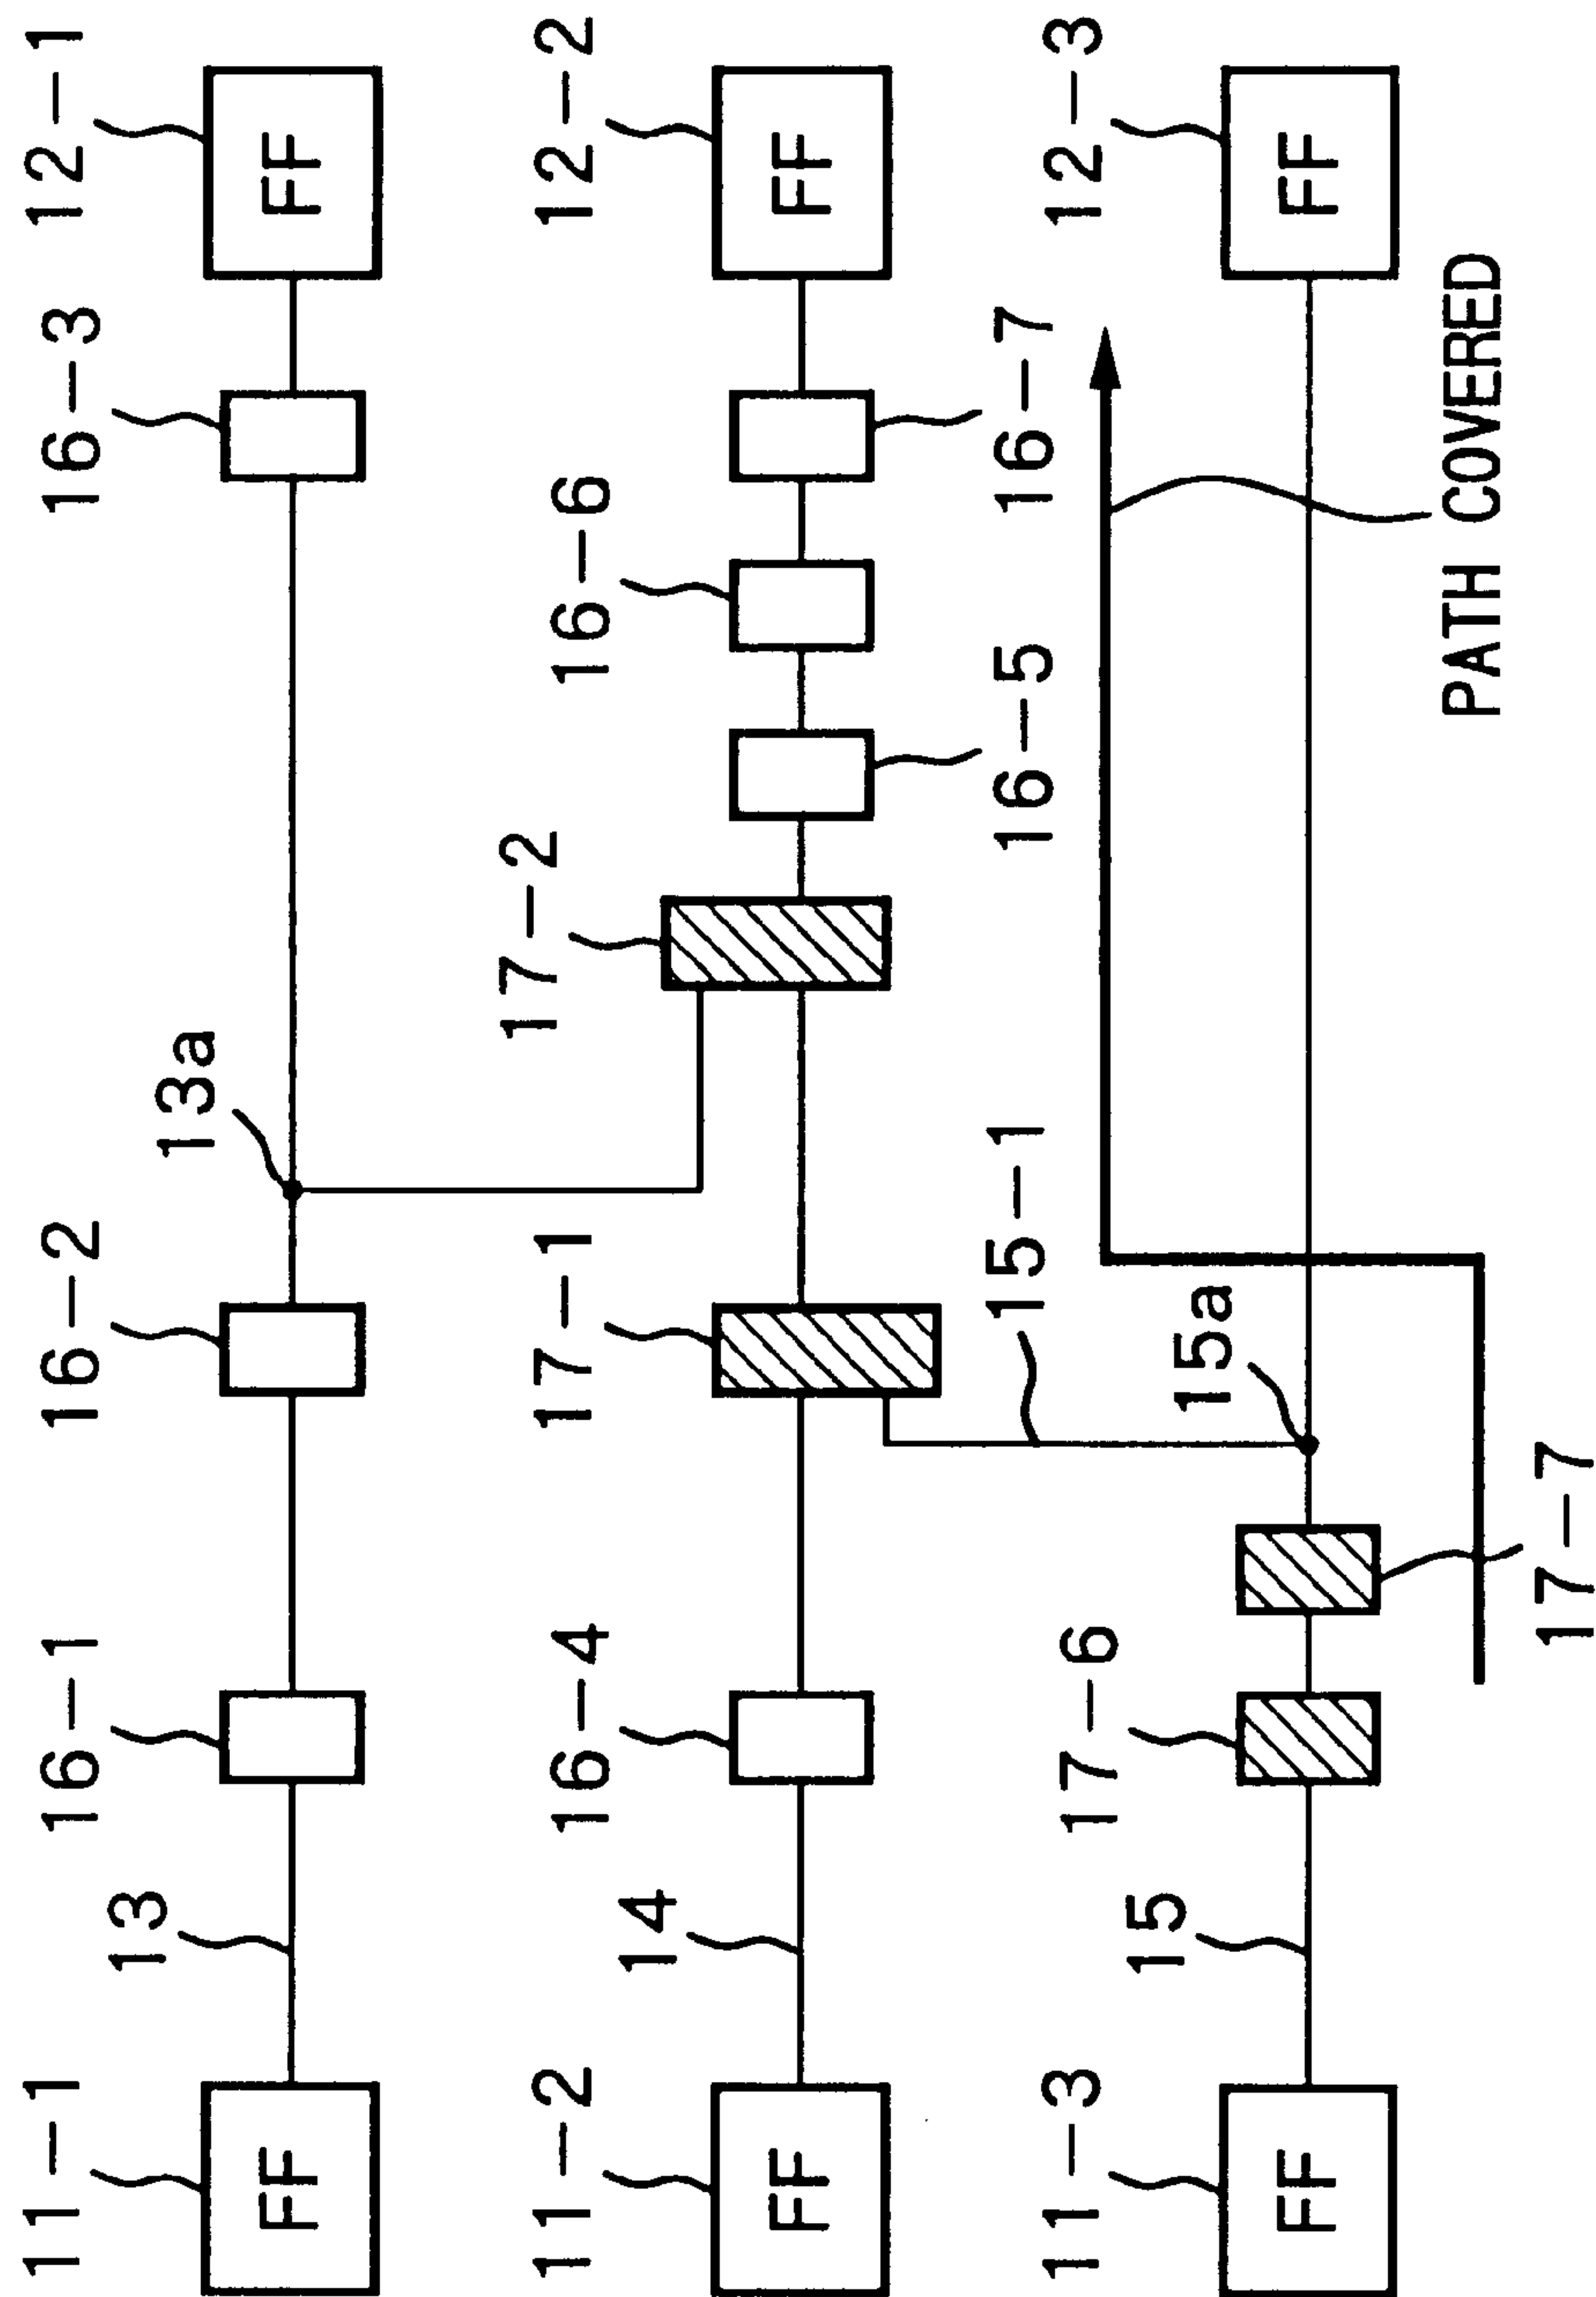 11-1
13
16-1
16-2
13a
16-3
12-1
FF
FF
11-2
14
16-4
17-1
17-2
16-6
12-2
FF
FF
16-5
16-7
11-3
15
17-6
15a
15-1
12-3
FF
FF
17-7
PATH COVERED